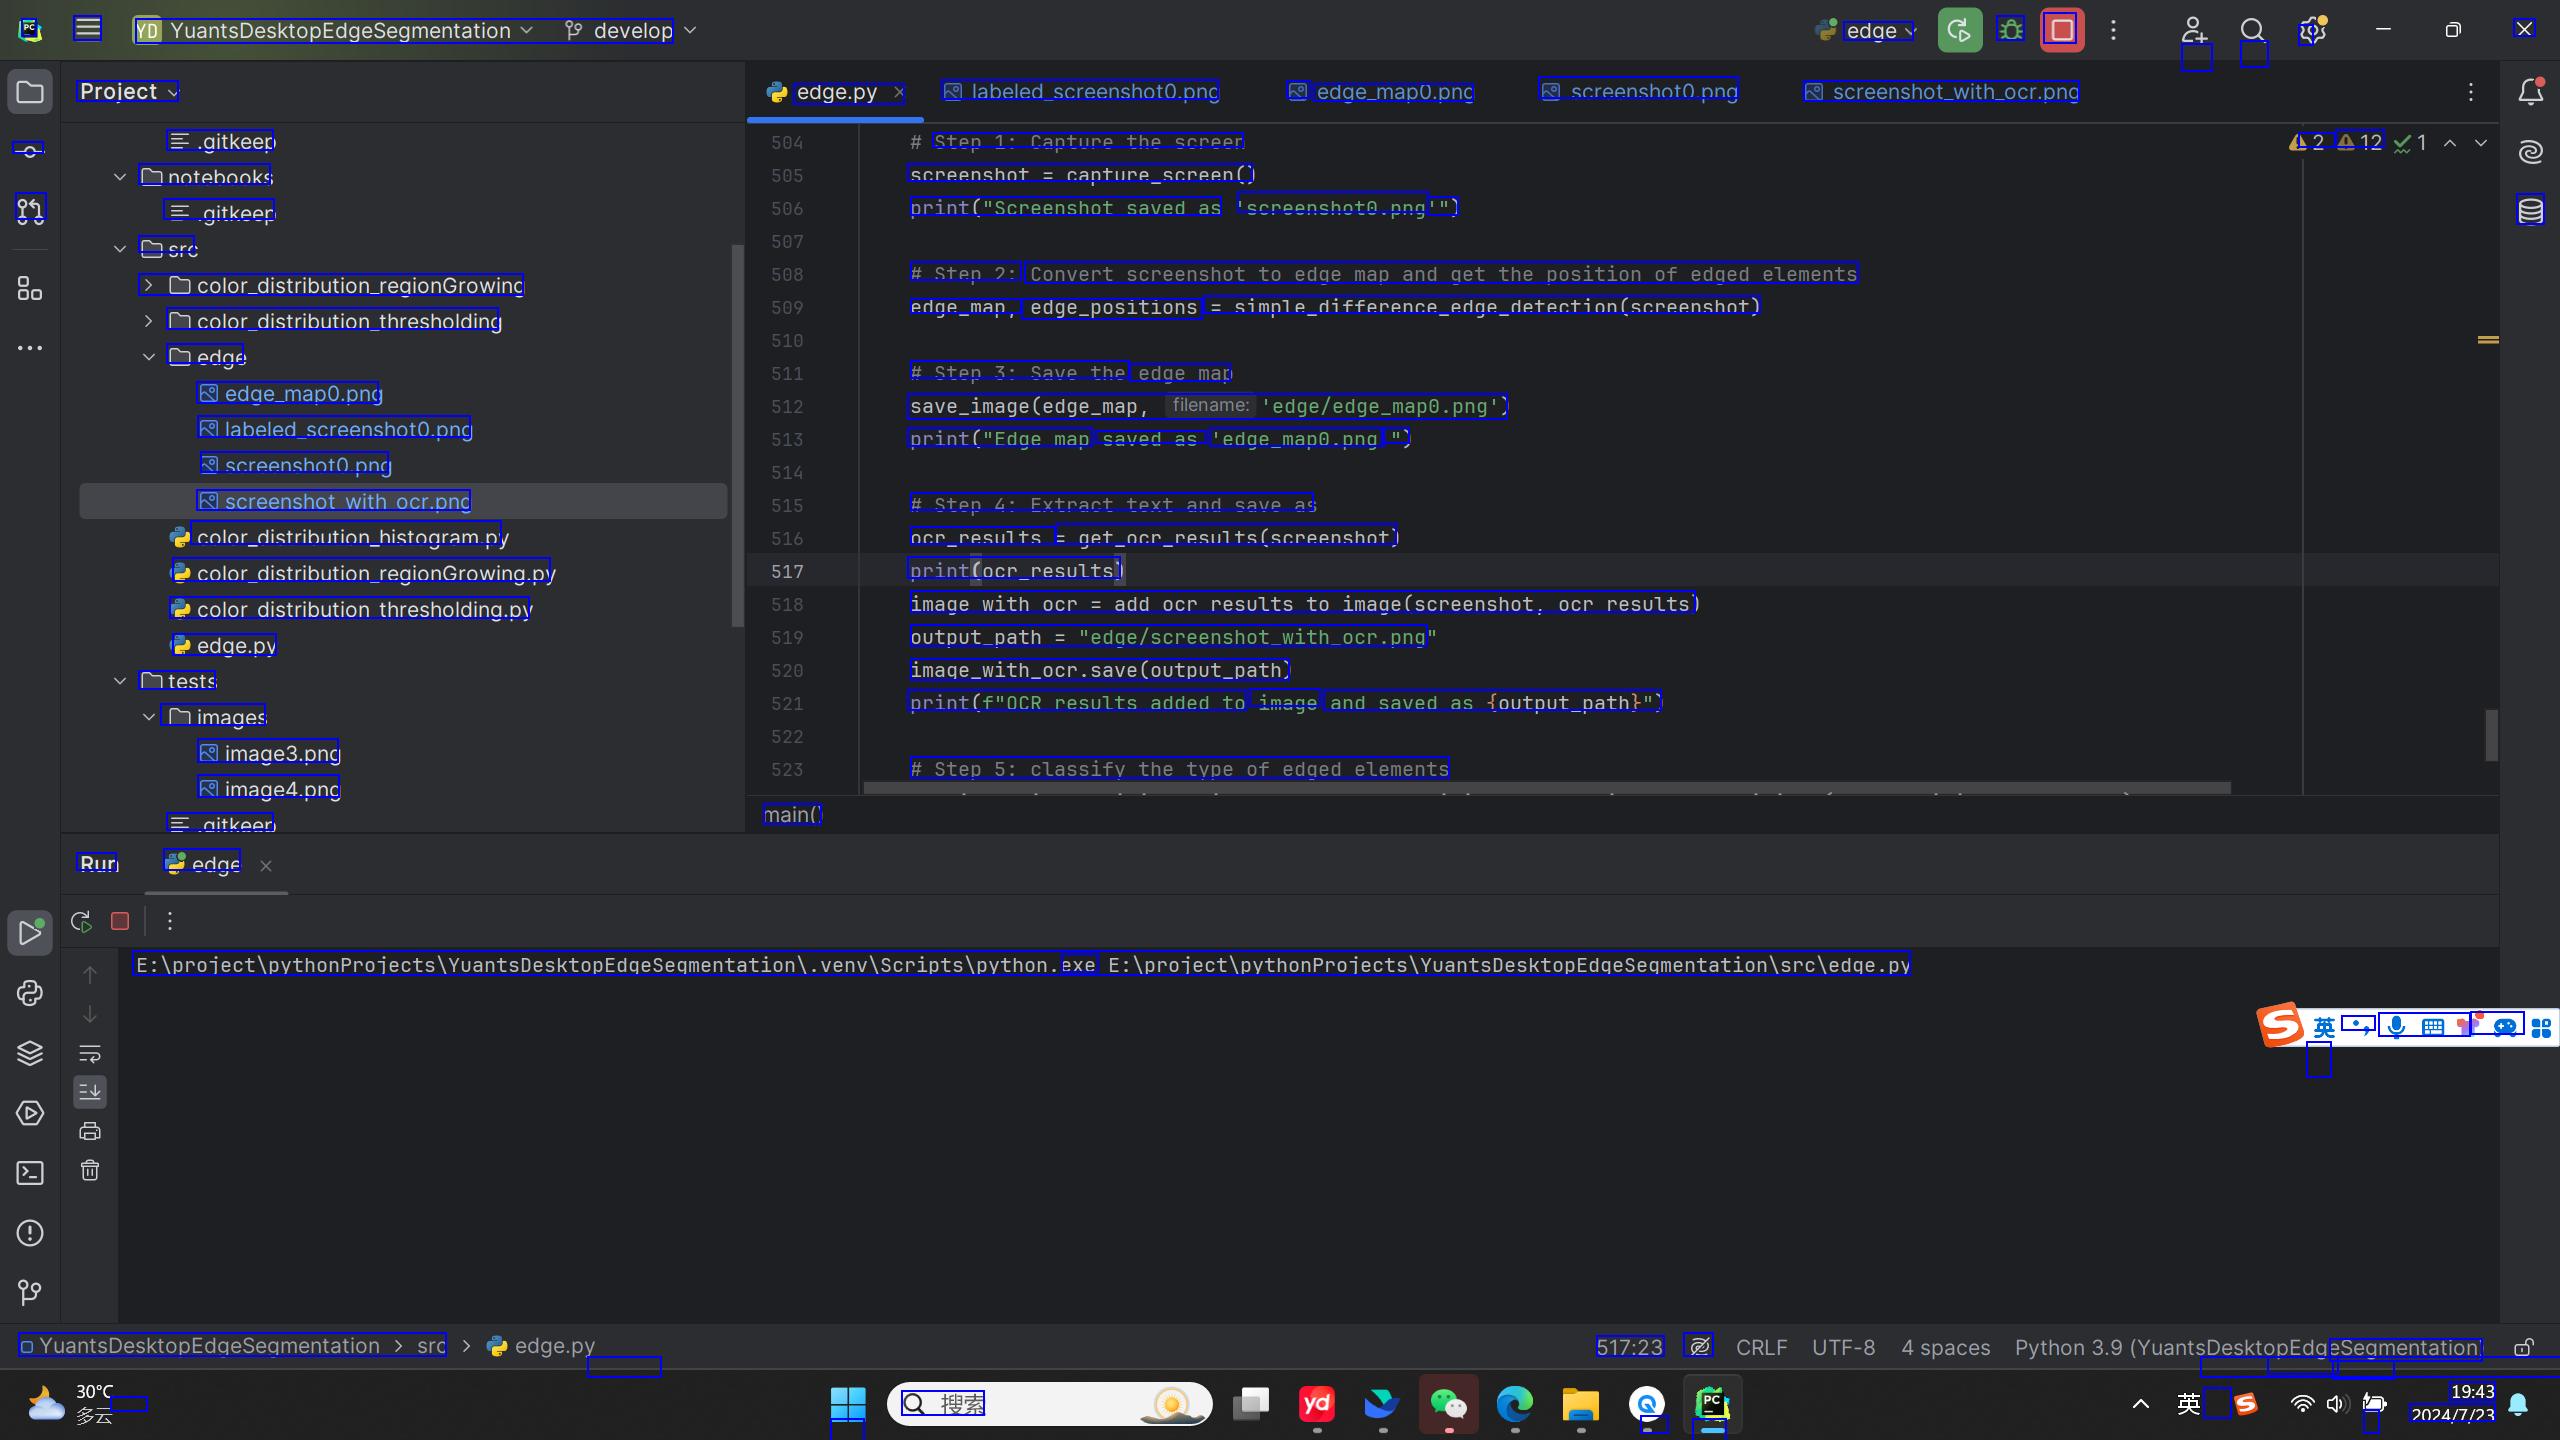 YD YuantsDesktopEdgeSegmentation develop edge
Project
edge.py labeled_screenshot0.png edge_map0.png screenshot0.png screenshot_with_ocr.png
.gitkeep
notebooks
.gitkeep
src
color_distribution_regionGrowing
color_distribution_thresholding
edge
edge_map0.png
labeled_screenshot0.png
screenshot0.png
screenshot_with_ocr.png
color_distribution_histogram.py
color_distribution_regionGrowing.py
color_distribution_thresholding.py
edge.py
tests
images
image3.png
image4.png
.gitkeep
2 12 1
504 # Step 1: Capture the screen
505 screenshot = capture_screen()
506 print("Screenshot saved as 'screenshot0.png'")
507
508 # Step 2: Convert screenshot to edge map and get the position of edged elements
509 edge_map, edge_positions = simple_difference_edge_detection(screenshot)
510
511 # Step 3: Save the edge map
512 save_image(edge_map, filename: 'edge/edge_map0.png')
513 print("Edge map saved as 'edge_map0.png'")
514
515 # Step 4: Extract text and save as
516 ocr_results = get_ocr_results(screenshot)
517 print(ocr_results)
518 image_with_ocr = add_ocr_results_to_image(screenshot, ocr_results)
519 output_path = "edge/screenshot_with_ocr.png"
520 image_with_ocr.save(output_path)
521 print(f"OCR results added to image and saved as {output_path}")
522
523 # Step 5: classify the type of edged elements
main()
Run edge
E:\project\pythonProjects\YuantsDesktopEdgeSegmentation\.venv\Scripts\python.exe E:\project\pythonProjects\YuantsDesktopEdgeSegmentation\src\edge.py
英
YuantsDesktopEdgeSegmentation > src > edge.py
517:23 CRLF UTF-8 4 spaces Python 3.9 (YuantsDesktopEdgeSegmentation)
30°C
多云
搜索
yd
PC
英
19:43
2024/7/23